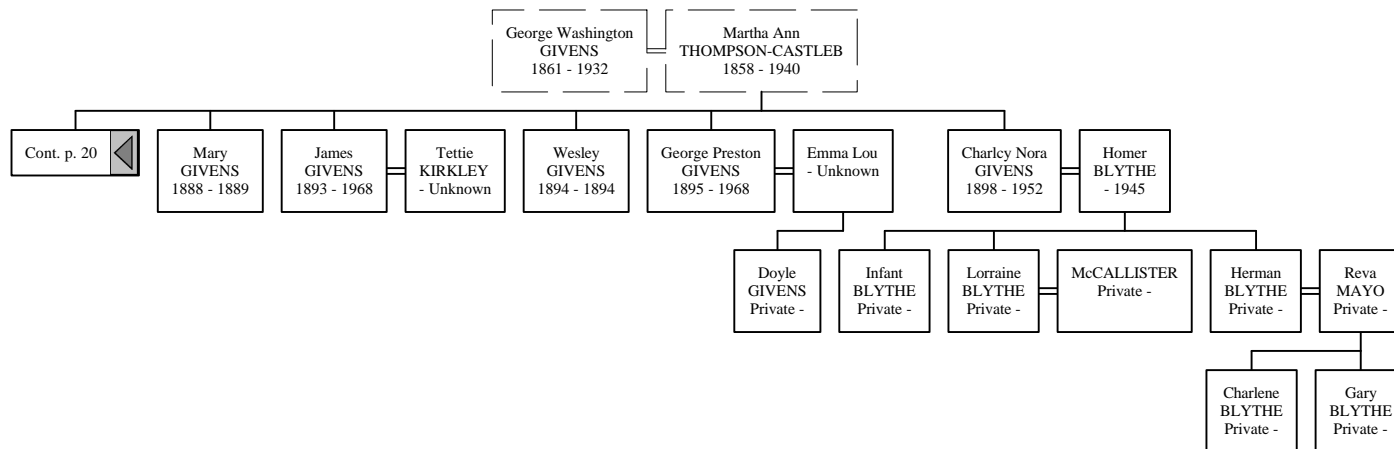 George Washington
GIVENS
1861 - 1932
Martha Ann
THOMPSON-CASTLEB
1858 - 1940
Cont. p. 20
Mary
GIVENS
1888 - 1889
James
GIVENS
1893 - 1968
Tettie
KIRKLEY
- Unknown
Wesley
GIVENS
1894 - 1894
George Preston
GIVENS
1895 - 1968
Emma Lou
- Unknown
Charlcy Nora
GIVENS
1898 - 1952
Homer
BLYTHE
- 1945
Doyle
GIVENS
Private -
Infant
BLYTHE
Private -
Lorraine
BLYTHE
Private -
McCALLISTER
Private -
Herman
BLYTHE
Private -
Reva
MAYO
Private -
Charlene
BLYTHE
Private -
Gary
BLYTHE
Private -